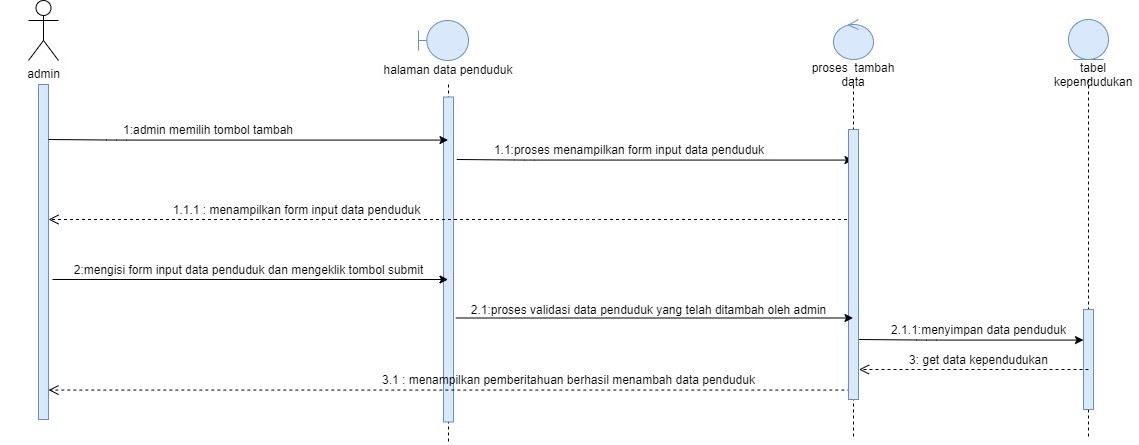 admin
halaman data penduduk
proses tambah
data
tabel
kependudukan
1:admin memilih tombol tambah
1.1:proses menampilkan form input data penduduk
1.1.1 : menampilkan form input data penduduk
2:mengisi form input data penduduk dan mengeklik tombol submit
2.1:proses validasi data penduduk yang telah ditambah oleh admin
2.1.1:menyimpan data penduduk
3: get data kependudukan
3.1 : menampilkan pemberitahuan berhasil menambah data penduduk